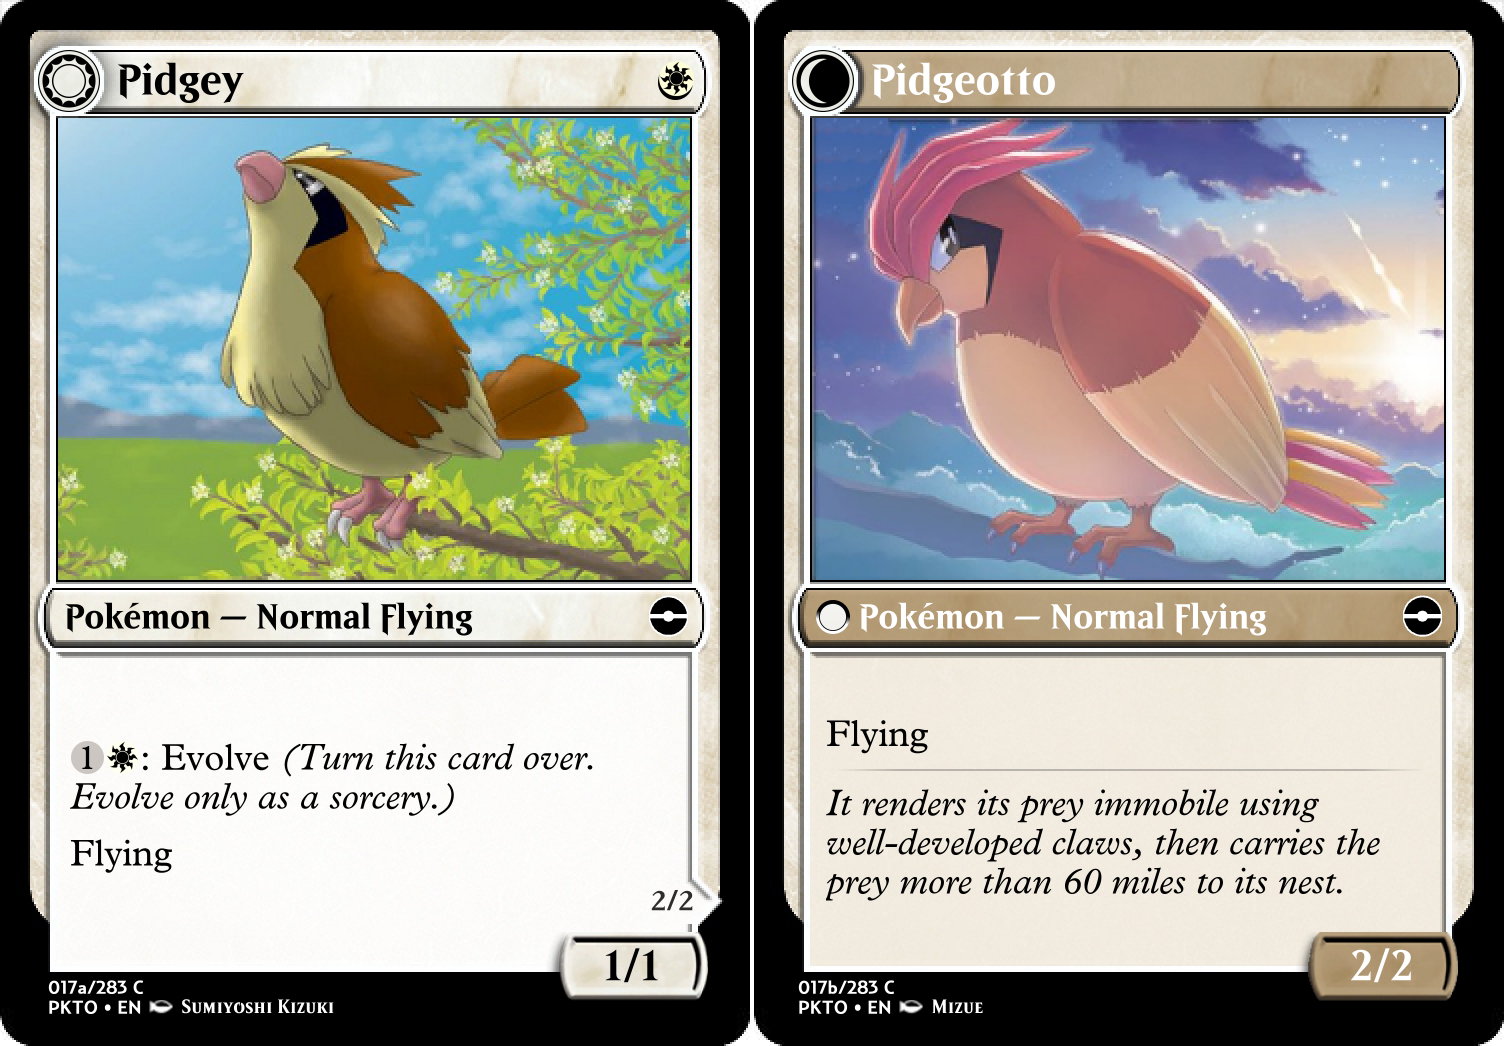 Pidgey
Pokémon — Normal Flying
1: Evolve (Turn this card over.
Evolve only as a sorcery.)
Flying
2/2
1/1
017a/283 C
PKTO • EN SUMIYOSHI KIZUKI
Pidgeotto
Pokémon — Normal Flying
Flying
It renders its prey immobile using
well-developed claws, then carries the
prey more than 60 miles to its nest.
2/2
017b/283 C
PKTO • EN MIZUE